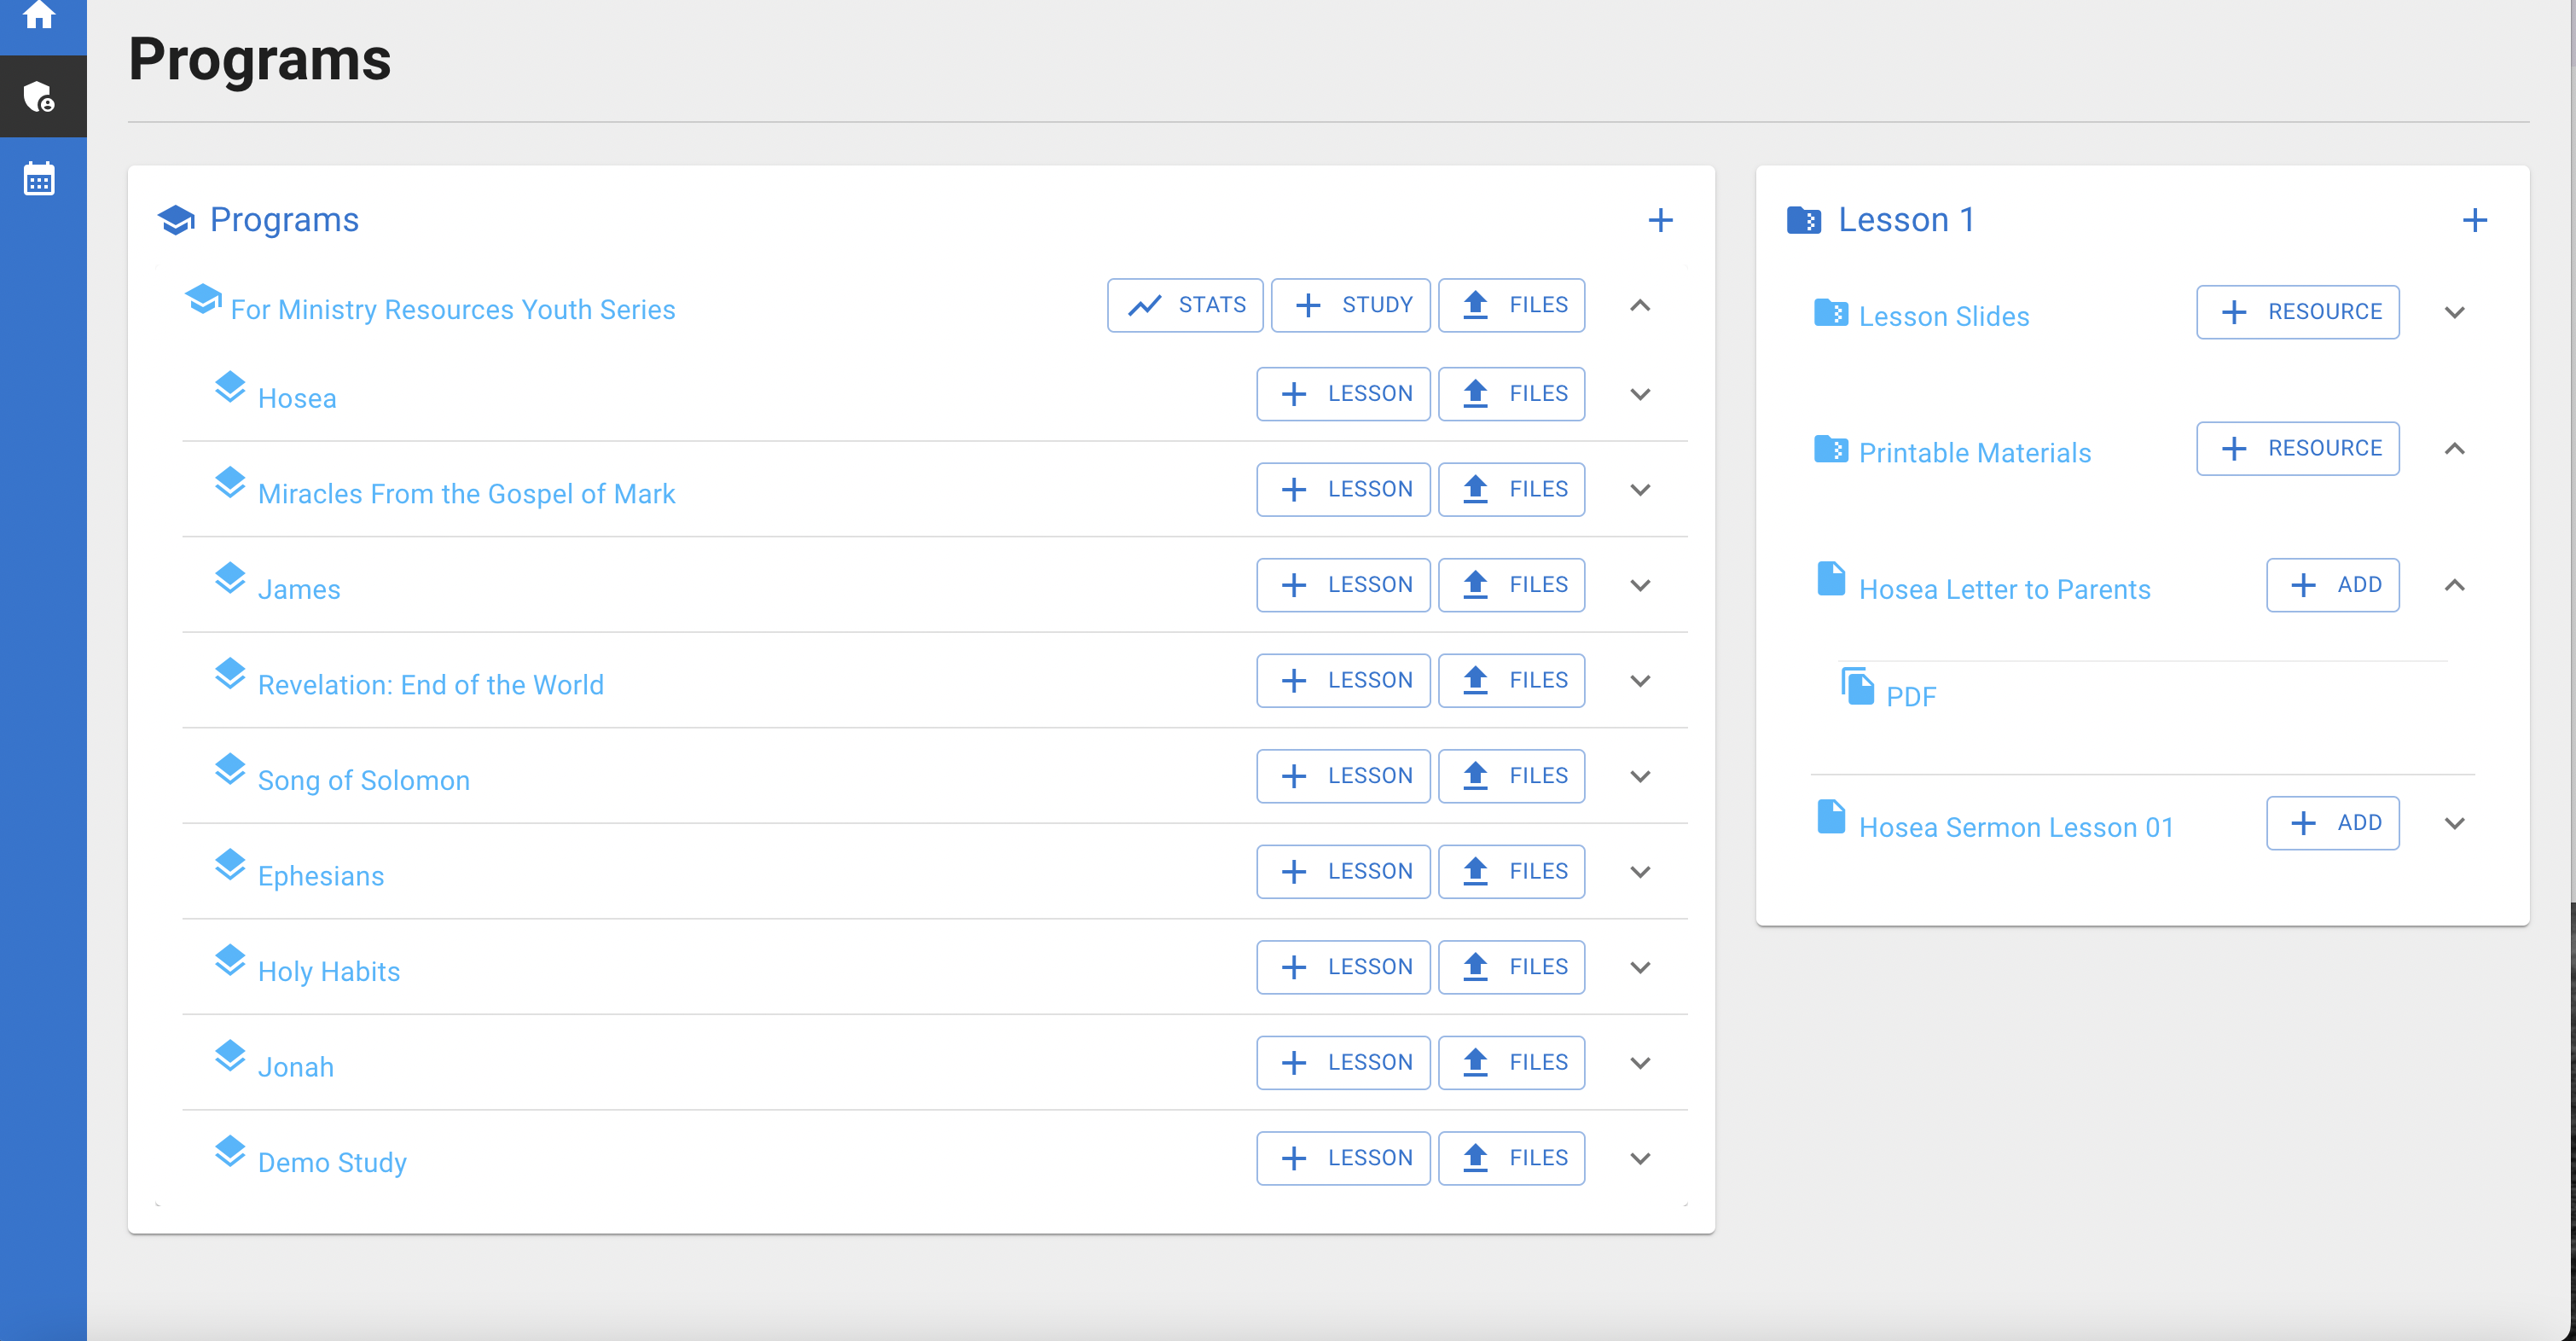 Programs
Programs
For Ministry Resources Youth Series
STATS
STUDY
FILES
Hosea
LESSON
FILES
Miracles From the Gospel of Mark
LESSON
FILES
James
LESSON
FILES
Revelation: End of the World
LESSON
FILES
Song of Solomon
LESSON
FILES
Ephesians
LESSON
FILES
Holy Habits
LESSON
FILES
Jonah
LESSON
FILES
Demo Study
LESSON
FILES
Lesson 1
Lesson Slides
RESOURCE
Printable Materials
RESOURCE
Hosea Letter to Parents
ADD
PDF
Hosea Sermon Lesson 01
ADD